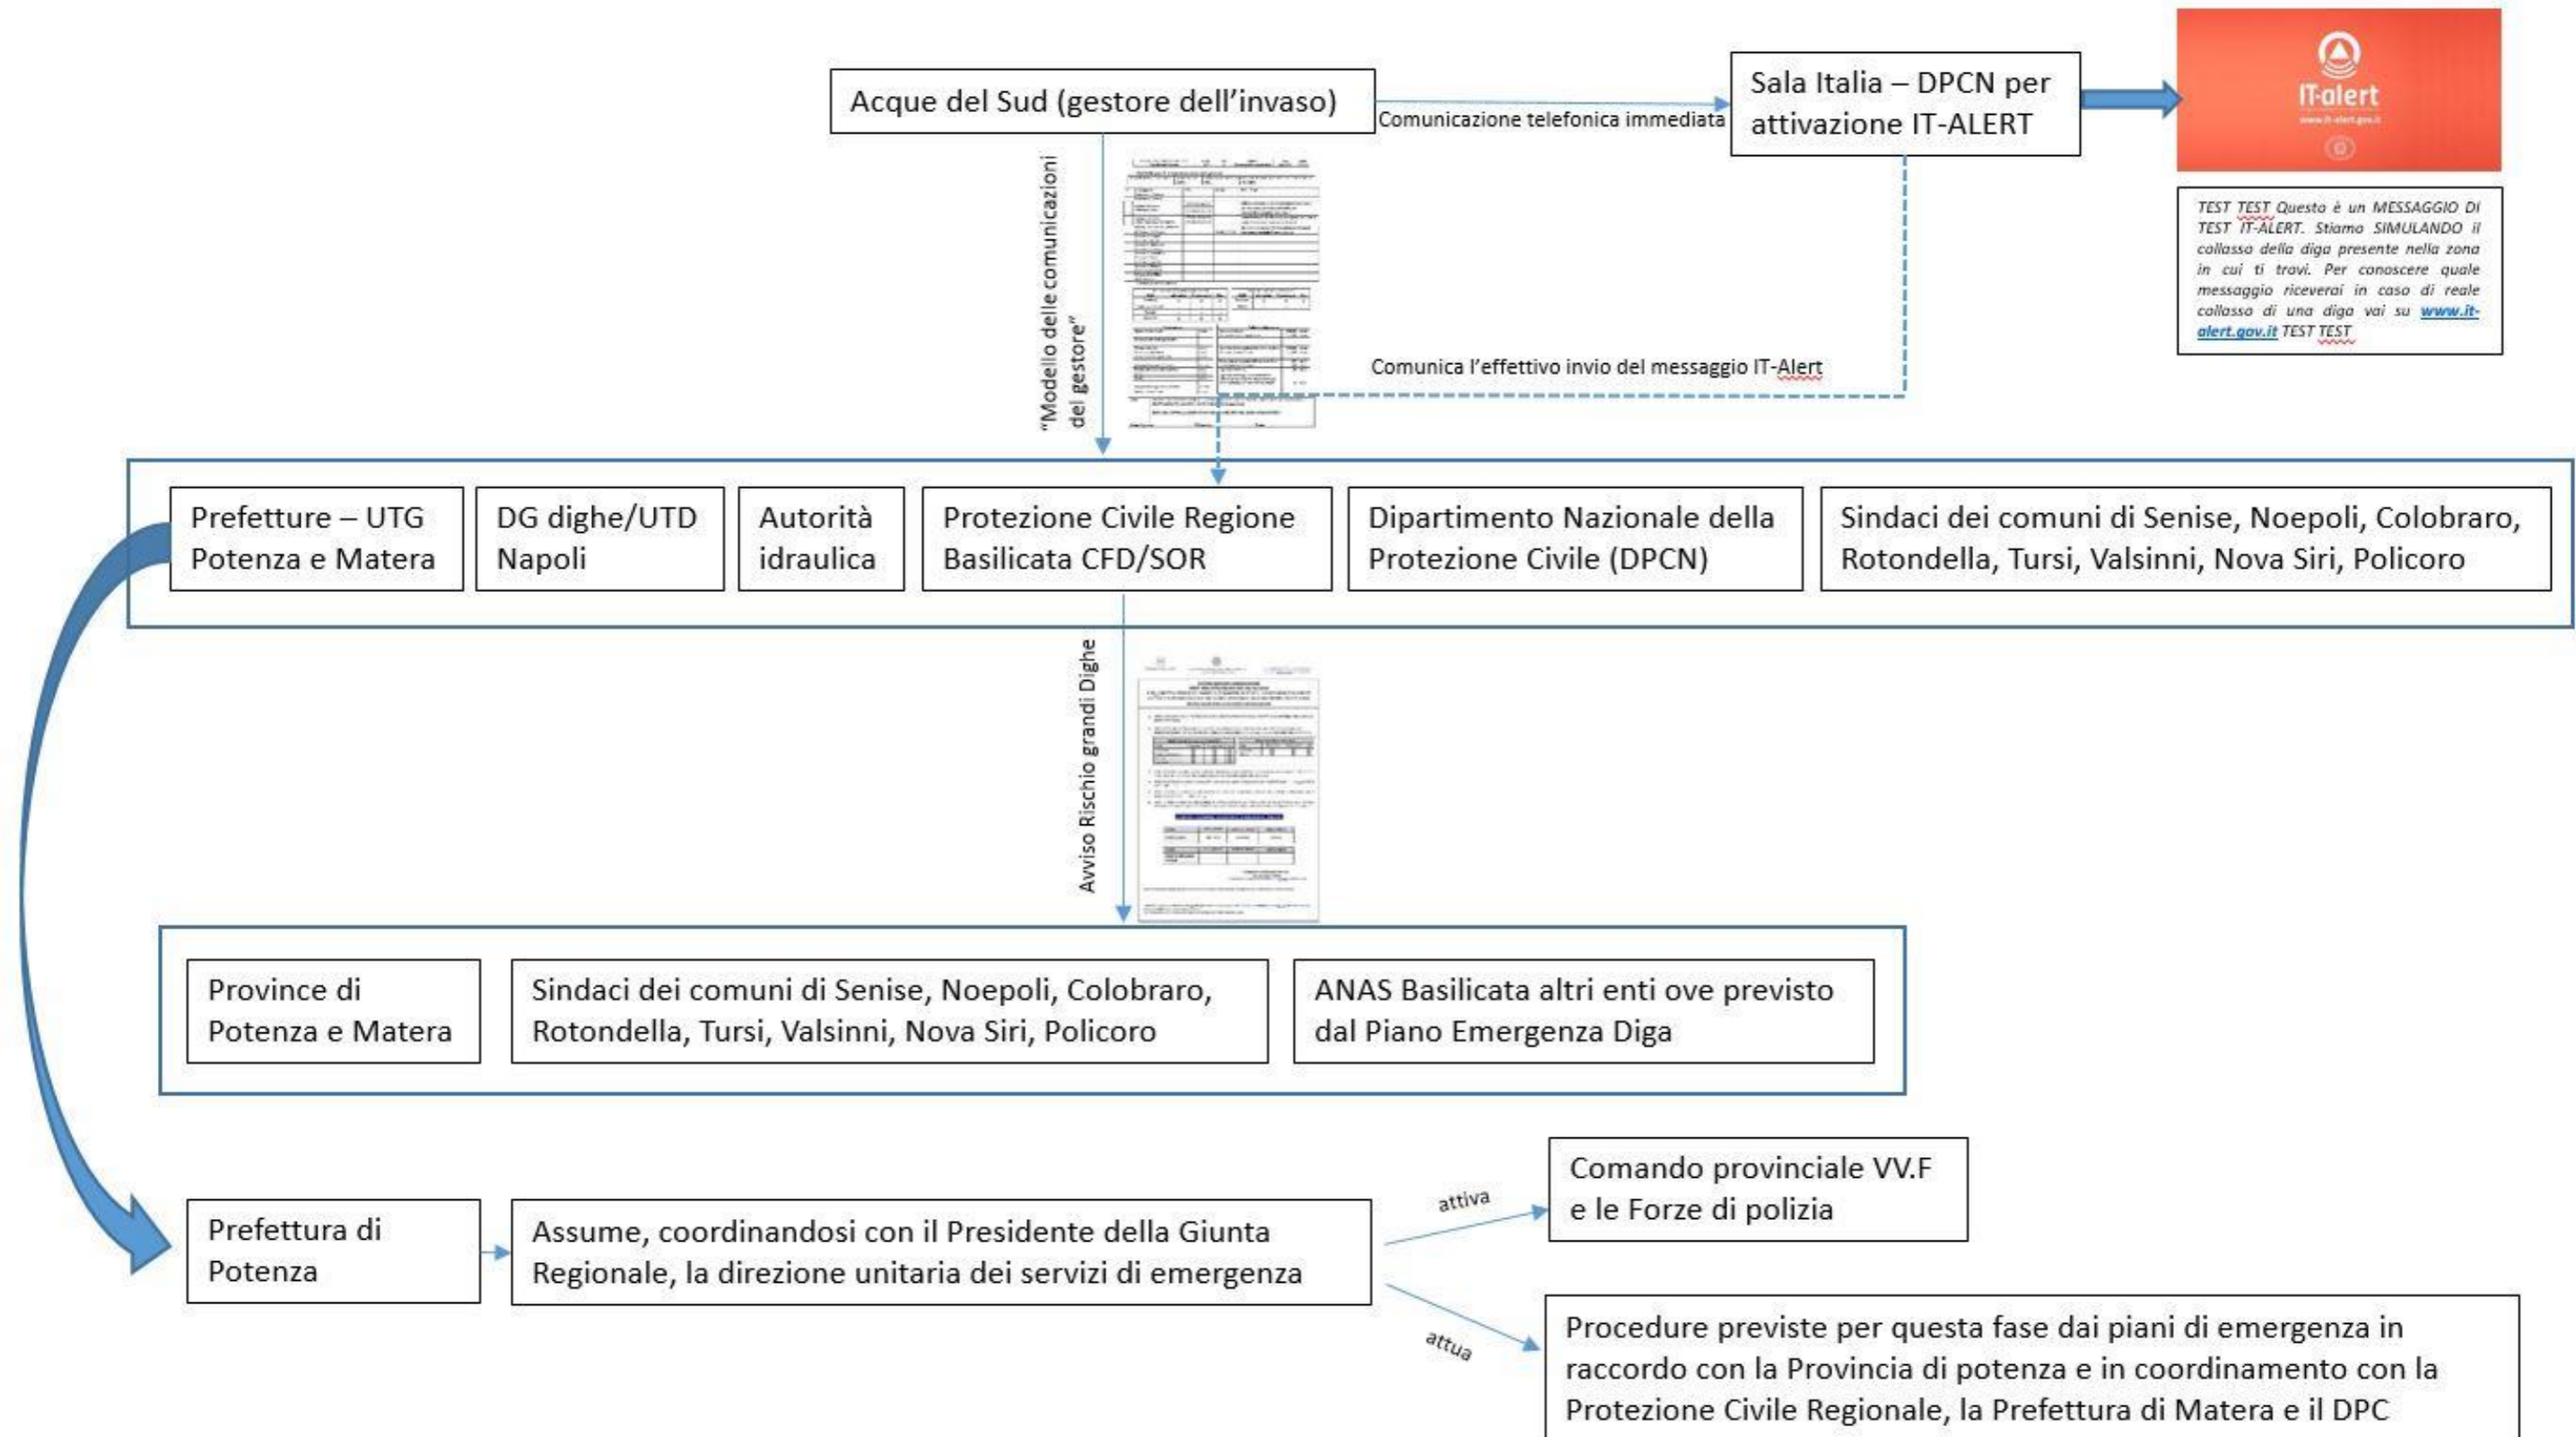 Acque del Sud (gestore dell'invaso)
Comunicazione telefonica immediata
Sala Italia – DPCN per
attivazione IT-ALERT
IT-alert
www.it-alert.gov.it
TEST TEST Questo è un MESSAGGIO DI
TEST IT-ALERT. Stiamo SIMULANDO il
collasso della diga presente nella zona
in cui ti trovi. Per conoscere quale
messaggio riceverai in caso di reale
collasso di una diga vai su www.it-
alert.gov.it TEST TEST
"Modello delle comunicazioni
del gestore"
Comunica l'effettivo invio del messaggio IT-Alert
Prefetture – UTG
Potenza e Matera
DG dighe/UTD
Napoli
Autorità
idraulica
Protezione Civile Regione
Basilicata CFD/SOR
Dipartimento Nazionale della
Protezione Civile (DPCN)
Sindaci dei comuni di Senise, Noepoli, Colobraro,
Rotondella, Tursi, Valsinni, Nova Siri, Policoro
Avviso Rischio grandi Dighe
Province di
Potenza e Matera
Sindaci dei comuni di Senise, Noepoli, Colobraro,
Rotondella, Tursi, Valsinni, Nova Siri, Policoro
ANAS Basilicata altri enti ove previsto
dal Piano Emergenza Diga
Prefettura di
Potenza
Assume, coordinandosi con il Presidente della Giunta
Regionale, la direzione unitaria dei servizi di emergenza
attiva
Comando provinciale VV.F
e le Forze di polizia
attua
Procedure previste per questa fase dai piani di emergenza in
raccordo con la Provincia di potenza e in coordinamento con la
Protezione Civile Regionale, la Prefettura di Matera e il DPC